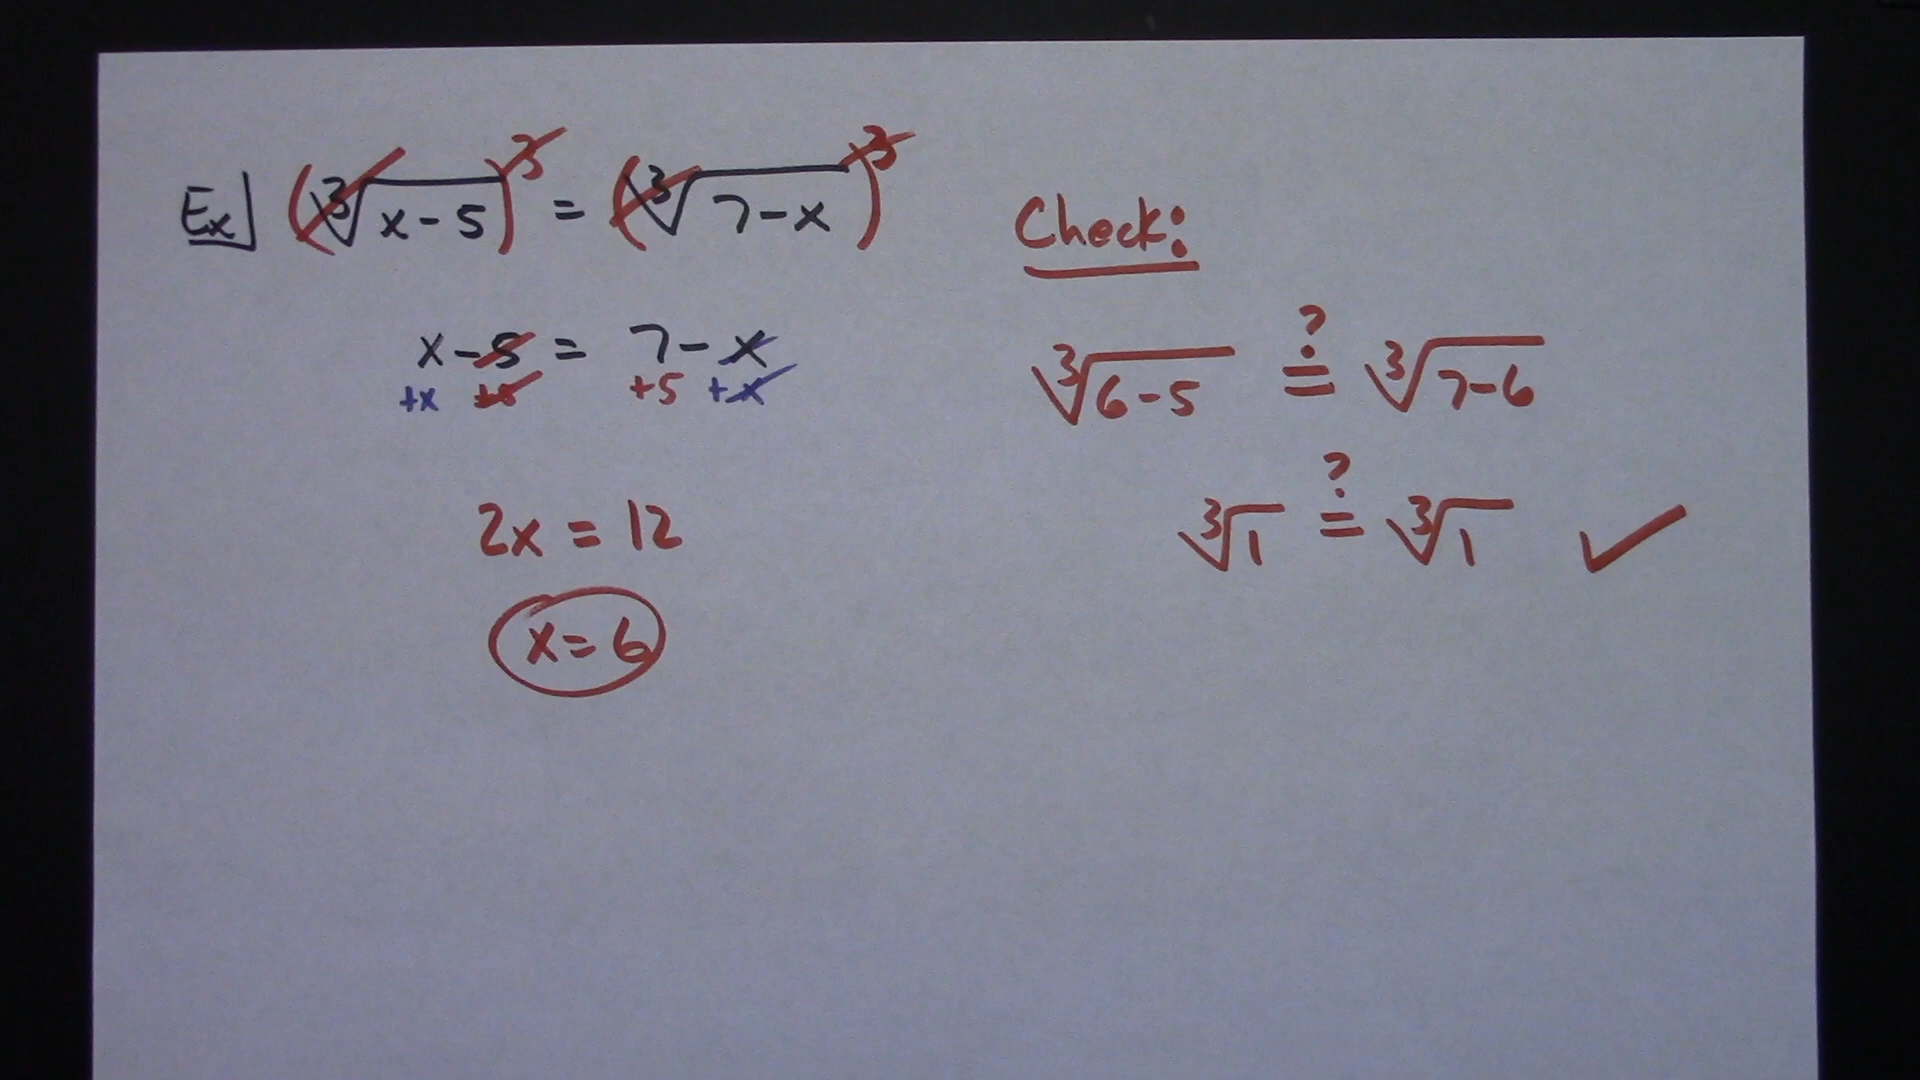 Ex] (∛(x-5))³ = (∛(7-x))³
x-5 = 7-x
+x +5 +5 +x
2x = 12
x=6
Check:
∛(6-5) ≟ ∛(7-6)
∛1 ≟ ∛1 ✓